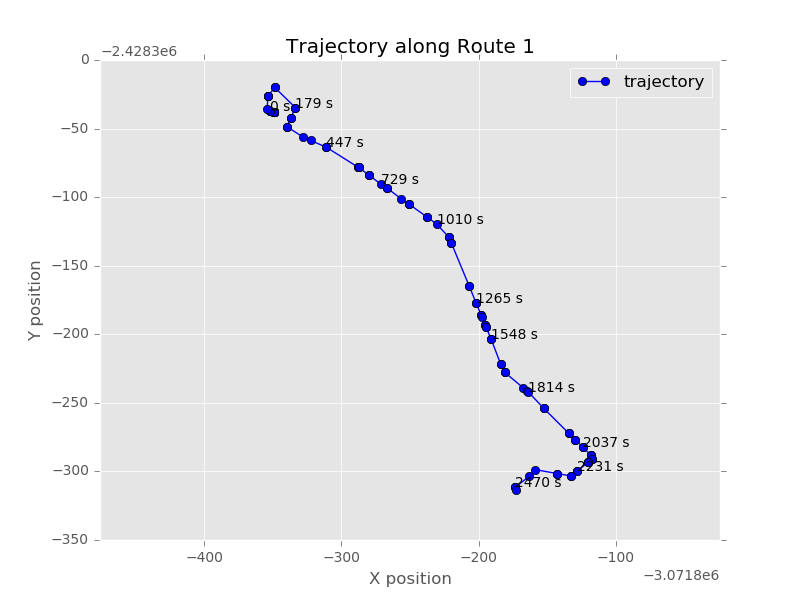 Trajectory along Route 1
−2.4283e6
0
−50
−100
−150
−200
−250
−300
−350
Y position
trajectory
0 s
179 s
447 s
729 s
1010 s
1265 s
1548 s
1814 s
2037 s
2231 s
2470 s
−400
−300
−200
−100
X position
−3.0718e6